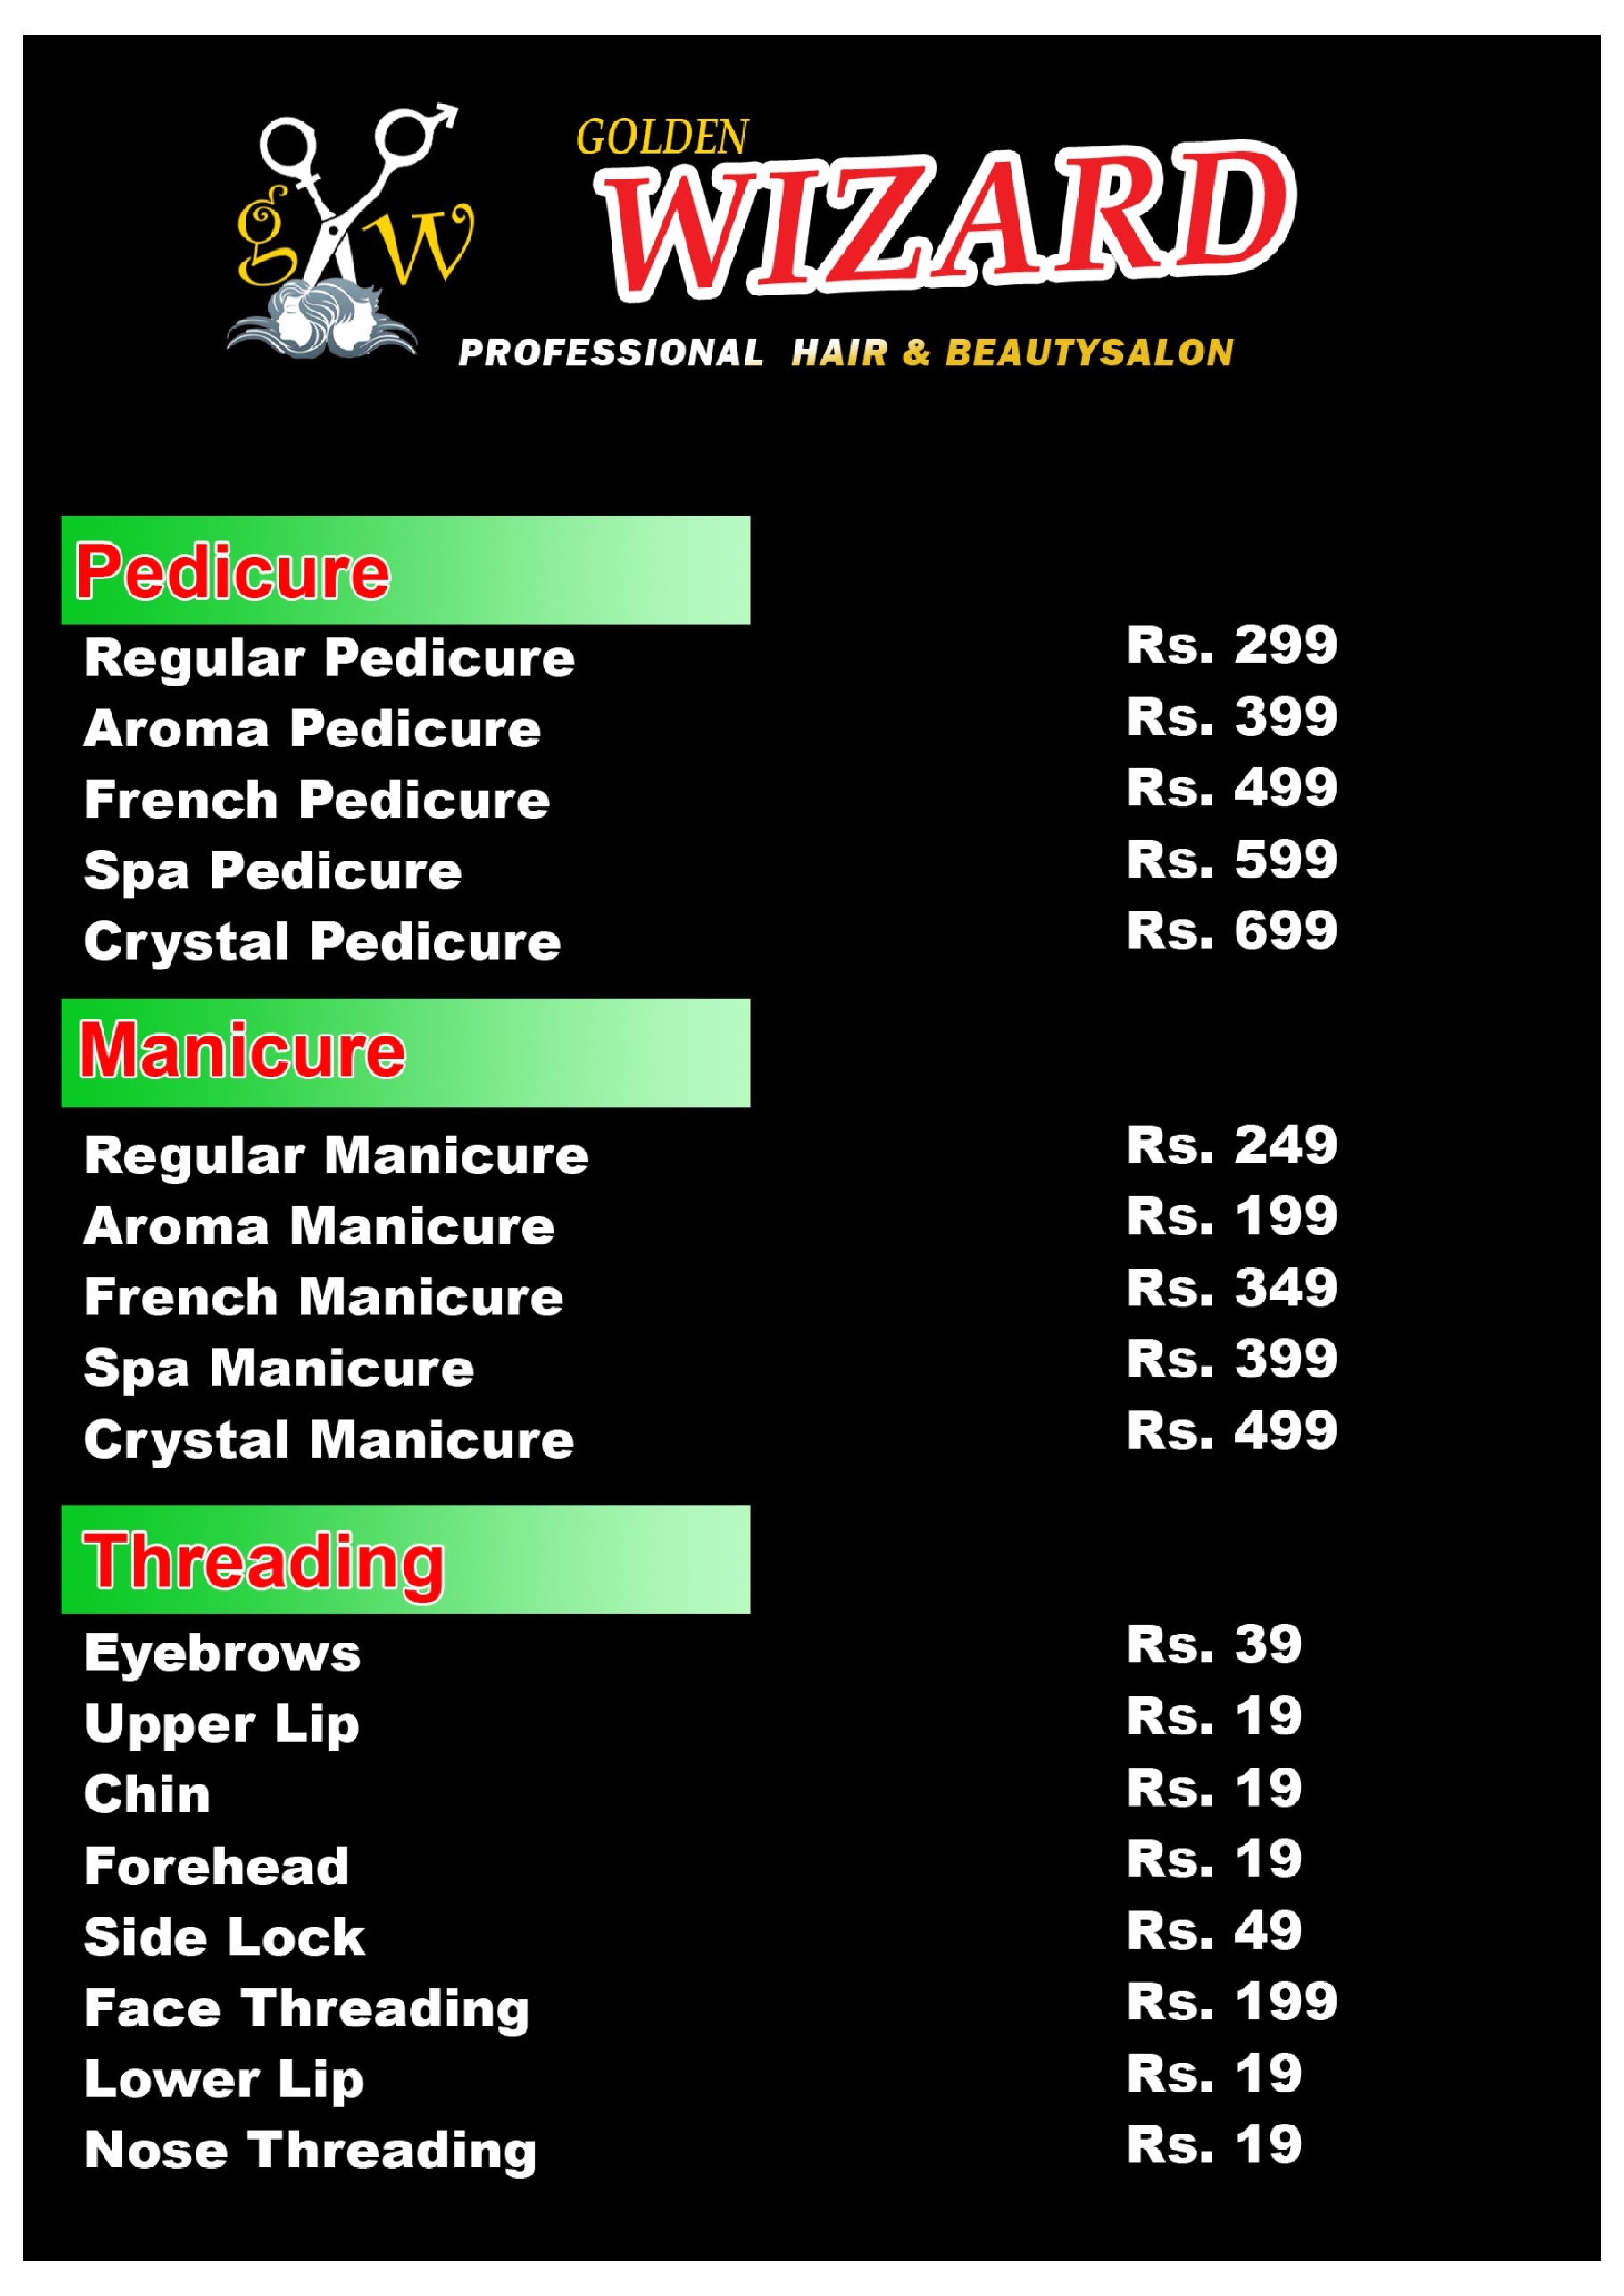 g w
GOLDEN
WIZARD
PROFESSIONAL HAIR & BEAUTYSALON
Pedicure
Regular Pedicure Rs. 299
Aroma Pedicure Rs. 399
French Pedicure Rs. 499
Spa Pedicure Rs. 599
Crystal Pedicure Rs. 699
Manicure
Regular Manicure Rs. 249
Aroma Manicure Rs. 199
French Manicure Rs. 349
Spa Manicure Rs. 399
Crystal Manicure Rs. 499
Threading
Eyebrows Rs. 39
Upper Lip Rs. 19
Chin Rs. 19
Forehead Rs. 19
Side Lock Rs. 49
Face Threading Rs. 199
Lower Lip Rs. 19
Nose Threading Rs. 19